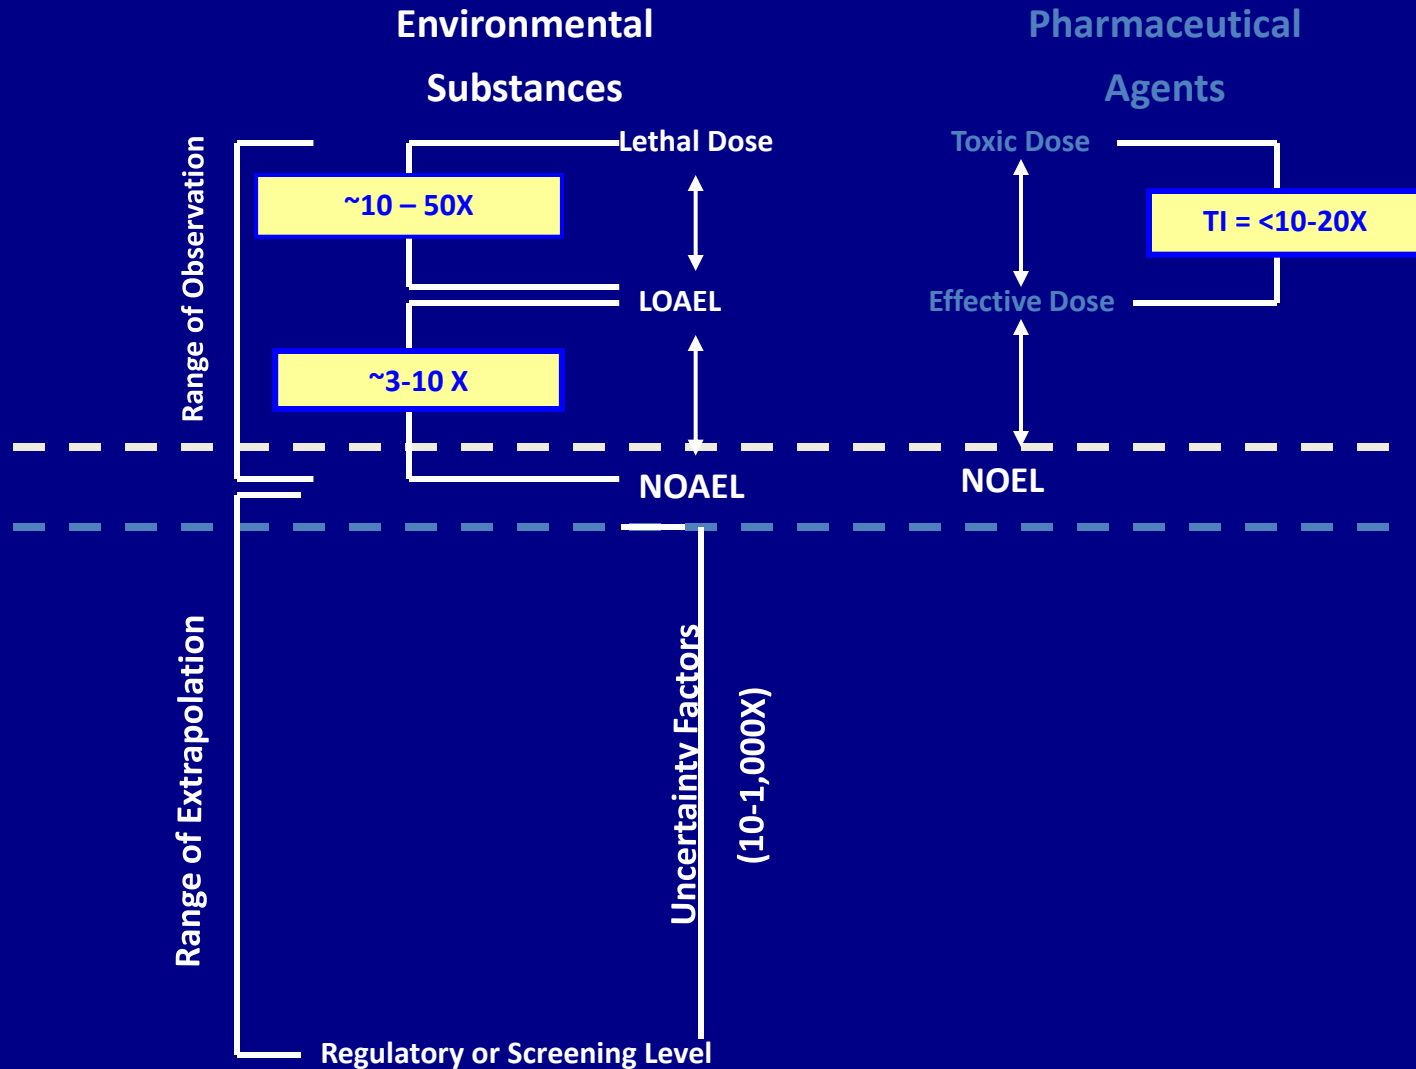 Environmental
Substances
Pharmaceutical
Agents
Range of Observation
Lethal Dose
Toxic Dose
~10 – 50X
TI = <10-20X
LOAEL
Effective Dose
~3-10 X
NOAEL
NOEL
Range of Extrapolation
Uncertainty Factors
(10-1,000X)
Regulatory or Screening Level